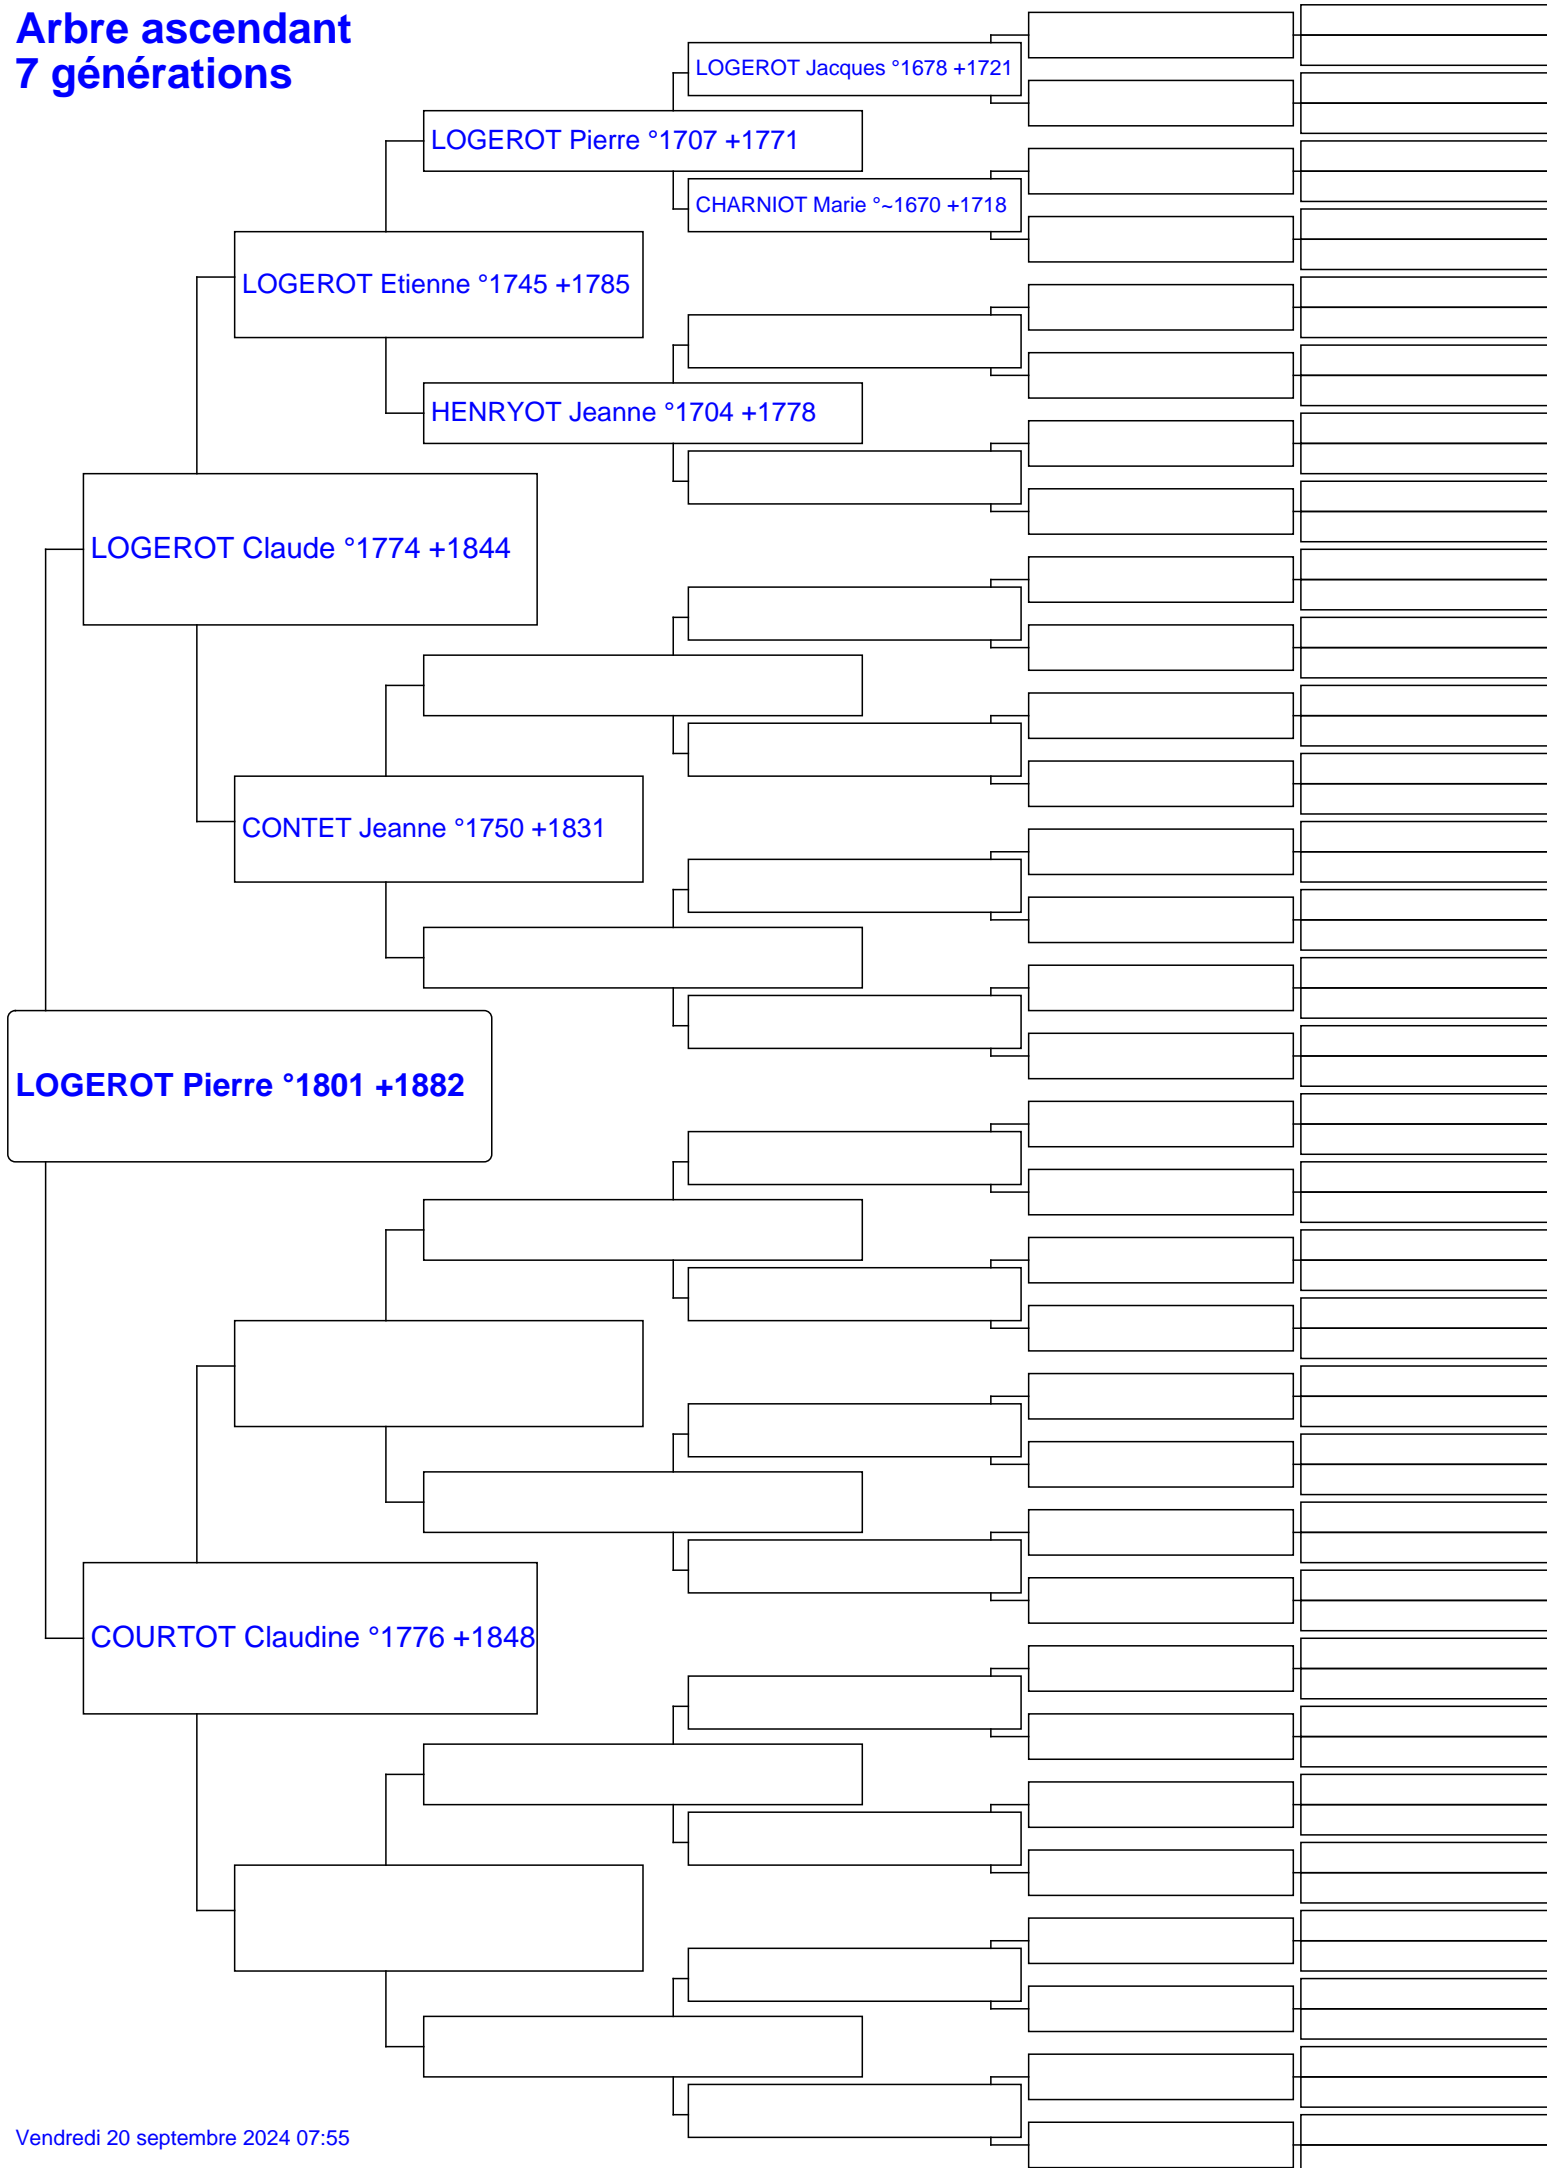 Arbre ascendant
7 générations
LOGEROT Jacques °1678 +1721
LOGEROT Pierre °1707 +1771
CHARNIOT Marie °~1670 +1718
LOGEROT Etienne °1745 +1785
HENRYOT Jeanne °1704 +1778
LOGEROT Claude °1774 +1844
CONTET Jeanne °1750 +1831
LOGEROT Pierre °1801 +1882
COURTOT Claudine °1776 +1848
Vendredi 20 septembre 2024 07:55